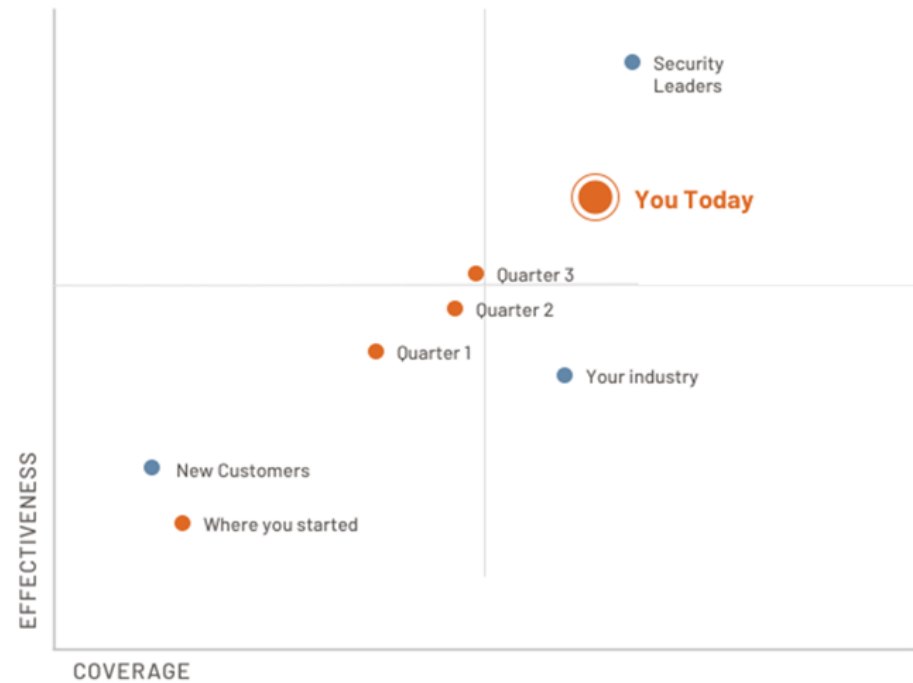 Security
Leaders
You Today
Quarter 3
Quarter 2
Quarter 1
Your industry
New Customers
Where you started
EFFECTIVENESS
COVERAGE